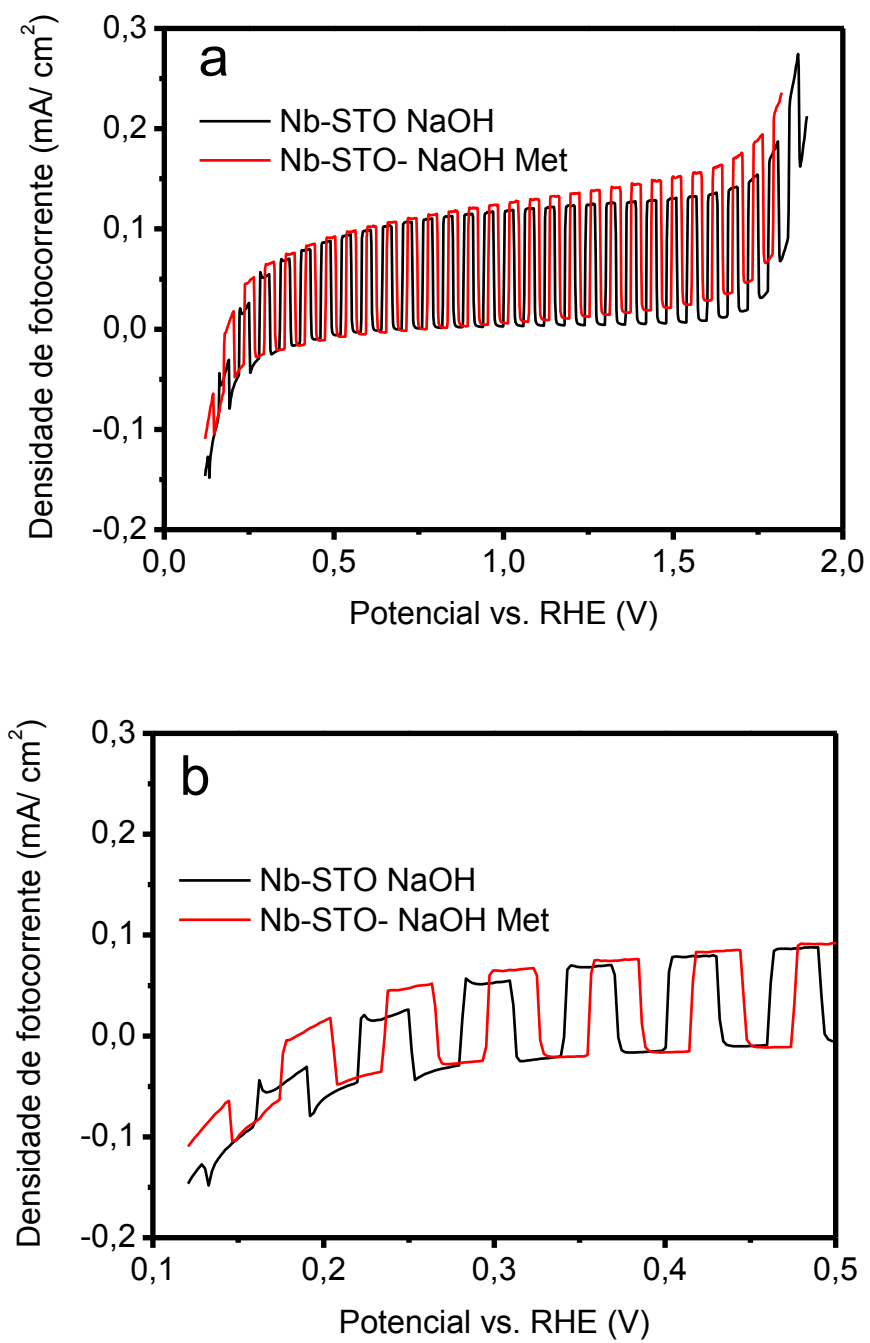 a
Nb-STO NaOH
Nb-STO- NaOH Met
Densidade de fotocorrente (mA/ cm²)
0,3
0,2
0,1
0,0
-0,1
-0,2
0,0 0,5 1,0 1,5 2,0
Potencial vs. RHE (V)
b
Nb-STO NaOH
Nb-STO- NaOH Met
Densidade de fotocorrente (mA/ cm²)
0,3
0,2
0,1
0,0
-0,1
-0,2
0,1 0,2 0,3 0,4 0,5
Potencial vs. RHE (V)